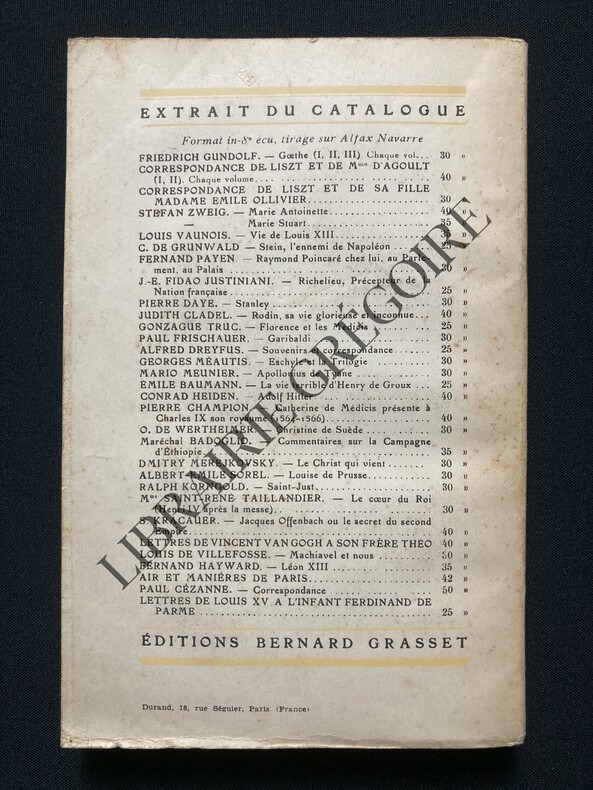 EXTRAIT DU CATALOGUE
Format in-8º écu, tirage sur Alfax Navarre
FRIEDRICH GUNDOLF. — Gœthe (I, II, III). Chaque vol... 30 »
CORRESPONDANCE DE LISZT ET DE Mme D'AGOULT
(I, II). Chaque volume.......... 40 »
CORRESPONDANCE DE LISZT ET DE SA FILLE
MADAME EMILE OLLIVIER.......... 30 »
STEFAN ZWEIG. — Marie Antoinette.......... 40 »
— Marie Stuart.......... 35 »
LOUIS VAUNOIS. — Vie de Louis XIII.......... 35 »
C. DE GRUNWALD — Stein, l'ennemi de Napoléon....... 25 »
FERNAND PAYEN. — Raymond Poincaré chez lui, au Parle-
ment, au Palais.......... 30 »
J.-E. FIDAO JUSTINIANI. — Richelieu, Précepteur de la
Nation française.......... 25 »
PIERRE DAYE. — Stanley.......... 30 »
JUDITH CLADEL. — Rodin, sa vie glorieuse et inconnue... 40 »
GONZAGUE TRUC. — Florence et les Médicis.......... 25 »
PAUL FRISCHAUER. — Garibaldi.......... 30 »
ALFRED DREYFUS. — Souvenirs et correspondance....... 25 »
GEORGES MÉAUTIS. — Eschyle et la Trilogie.......... 30 »
MARIO MEUNIER. — Apollonius de Tyane.......... 30 »
ÉMILE BAUMANN. — La vie terrible d'Henry de Groux ... 25 »
CONRAD HEIDEN. — Adolf Hitler.......... 40 »
PIERRE CHAMPION. — Catherine de Médicis présente à
Charles IX son royaume (1564-1566).......... 40 »
O. DE WERTHEIMER. — Christine de Suède.......... 30 »
Maréchal BADOGLIO. — Commentaires sur la Campagne
d'Éthiopie.......... 35 »
DMITRY MEREJKOVSKY. — Le Christ qui vient.......... 30 »
ALBERT-ÉMILE SOREL. — Louise de Prusse.......... 30 »
RALPH KORNGOLD. — Saint-Just.......... 30 »
Mme SAINT-RENÉ TAILLANDIER. — Le cœur du Roi
(Henri IV après la messe).......... 30 »
S. KRACAUER. — Jacques Offenbach ou le secret du second
Empire.......... 40 »
LETTRES DE VINCENT VAN GOGH A SON FRÈRE THÉO 40 »
LOUIS DE VILLEFOSSE. — Machiavel et nous.......... 30 »
BERNAND HAYWARD. — Léon XIII.......... 35 »
AIR ET MANIÈRES DE PARIS.......... 42 »
PAUL CÉZANNE. — Correspondance.......... 50 »
LETTRES DE LOUIS XV A L'INFANT FERDINAND DE
PARME.......... 25 »
ÉDITIONS BERNARD GRASSET
Durand, 18, rue Séguier, Paris (France)
LIBRAIRIE GRÉGOIRE